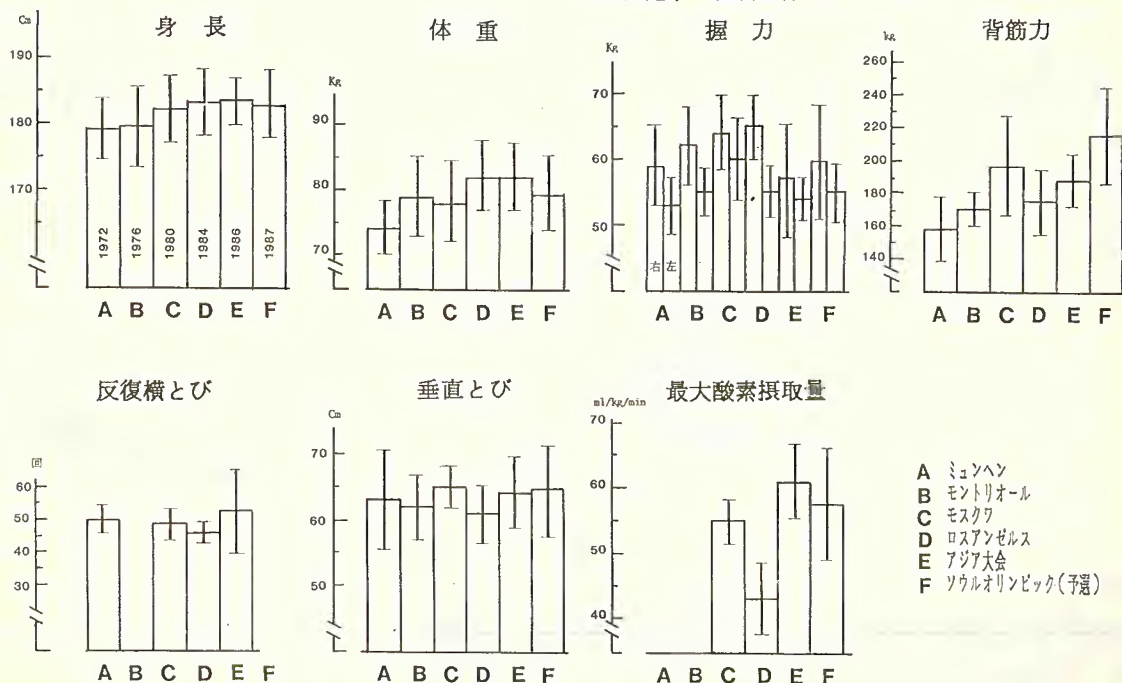 身 長
Cm
190
180
170
1972
1976
1980
1984
1986
1987
A B C D E F
体 重
Kg
90
80
70
A B C D E F
握 力
Kg
70
60
50
右 左
A B C D E F
背筋力
kg
260
240
220
200
180
160
140
A B C D E F
反復横とび
回
60
50
40
30
A B C D E F
垂直とび
Cm
70
60
50
A B C D E F
最大酸素摂取量
ml/kg/min
70
60
50
40
A B C D E F
A ミュンヘン
B モントリオール
C モスクワ
D ロスアンゼルス
E アジア大会
F ソウルオリンピック(予選)